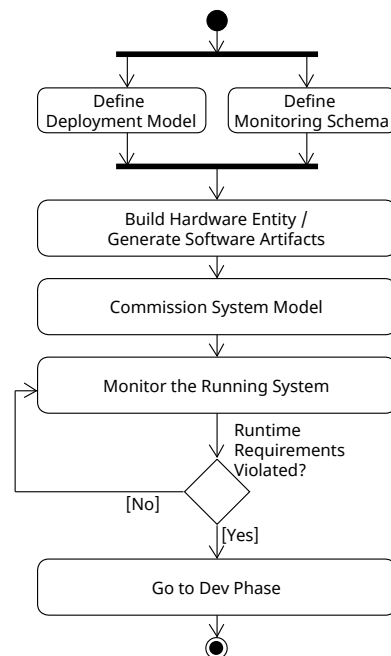 Define
Deployment Model
Define
Monitoring Schema
Build Hardware Entity /
Generate Software Artifacts
Commission System Model
Monitor the Running System
Runtime
Requirements
Violated?
[No]
[Yes]
Go to Dev Phase